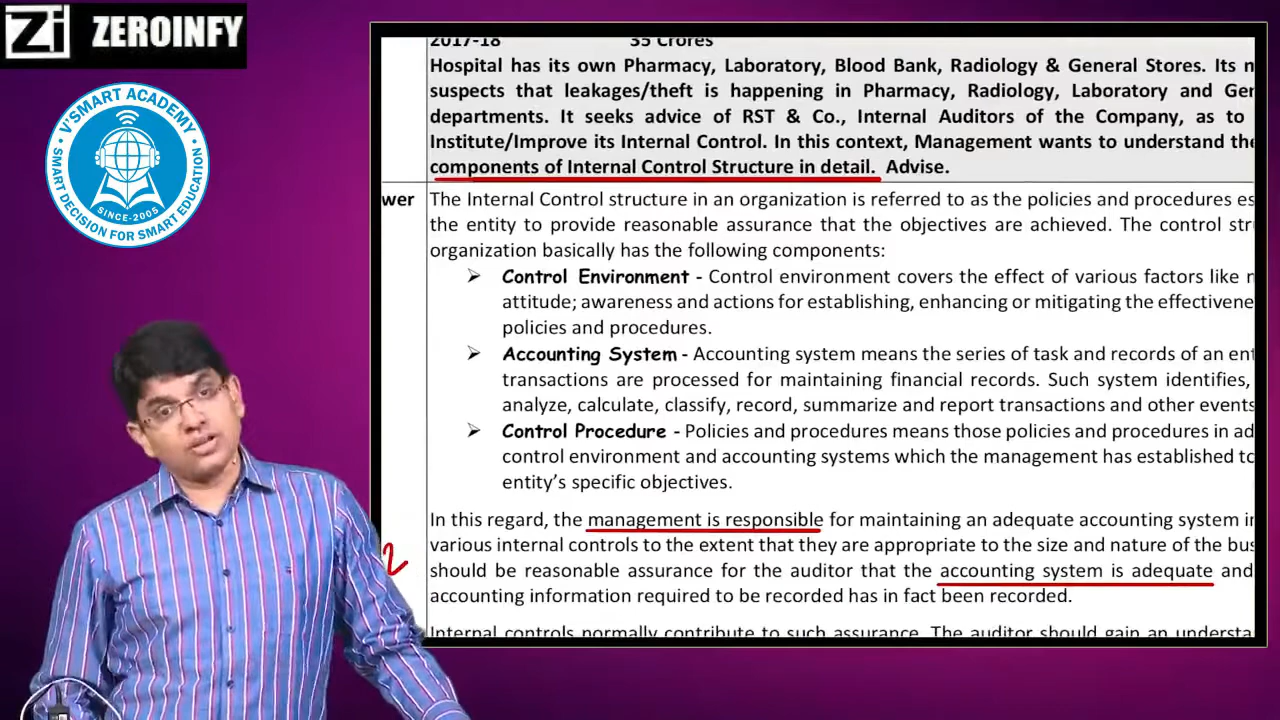 Zi ZEROINFY
V'SMART ACADEMY
SINCE-2005
SMART DECISION FOR SMART EDUCATION
2017-18 35 Crores
Hospital has its own Pharmacy, Laboratory, Blood Bank, Radiology & General Stores. Its
suspects that leakages/theft is happening in Pharmacy, Radiology, Laboratory and
departments. It seeks advice of RST & Co., Internal Auditors of the Company, as to
Institute/Improve its Internal Control. In this context, Management wants to understand
components of Internal Control Structure in detail. Advise.
wer
The Internal Control structure in an organization is referred to as the policies and procedures
the entity to provide reasonable assurance that the objectives are achieved. The control
organization basically has the following components:
➢ Control Environment - Control environment covers the effect of various factors like
attitude; awareness and actions for establishing, enhancing or mitigating the
policies and procedures.
➢ Accounting System - Accounting system means the series of task and records of an
transactions are processed for maintaining financial records. Such system identifies,
analyze, calculate, classify, record, summarize and report transactions and other events
➢ Control Procedure - Policies and procedures means those policies and procedures in
control environment and accounting systems which the management has established
entity's specific objectives.
In this regard, the management is responsible for maintaining an adequate accounting system
various internal controls to the extent that they are appropriate to the size and nature of the
2
should be reasonable assurance for the auditor that the accounting system is adequate and
accounting information required to be recorded has in fact been recorded.
Internal controls normally contribute to such assurance. The auditor should gain an